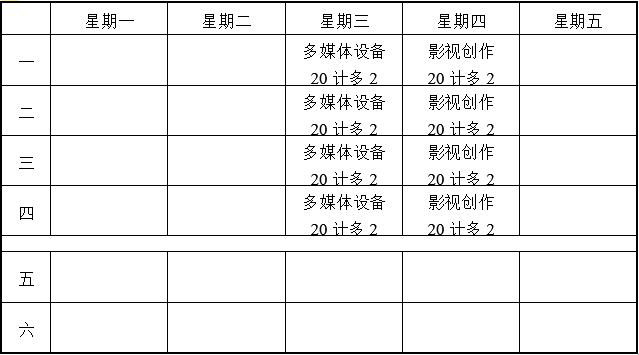 星期一 星期二 星期三 星期四 星期五
一 多媒体设备 影视创作
20 计多 2 20 计多 2
二 多媒体设备 影视创作
20 计多 2 20 计多 2
三 多媒体设备 影视创作
20 计多 2 20 计多 2
四 多媒体设备 影视创作
20 计多 2 20 计多 2
五
六